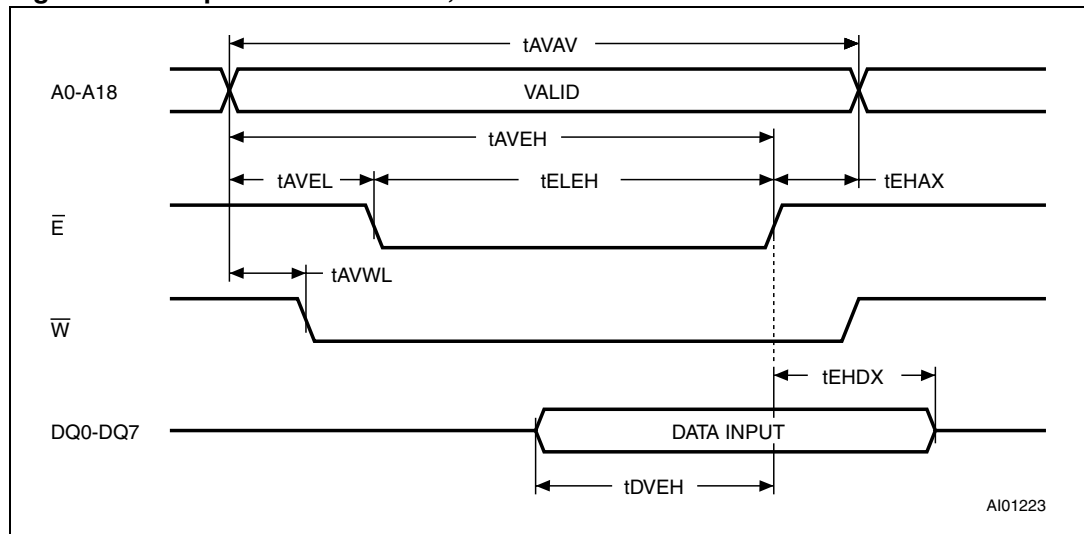 tAVAV
A0-A18 VALID
tAVEH
tAVEL tELEH tEHAX
E̅
tAVWL
W̅
tEHDX
DQ0-DQ7 DATA INPUT
tDVEH
AI01223